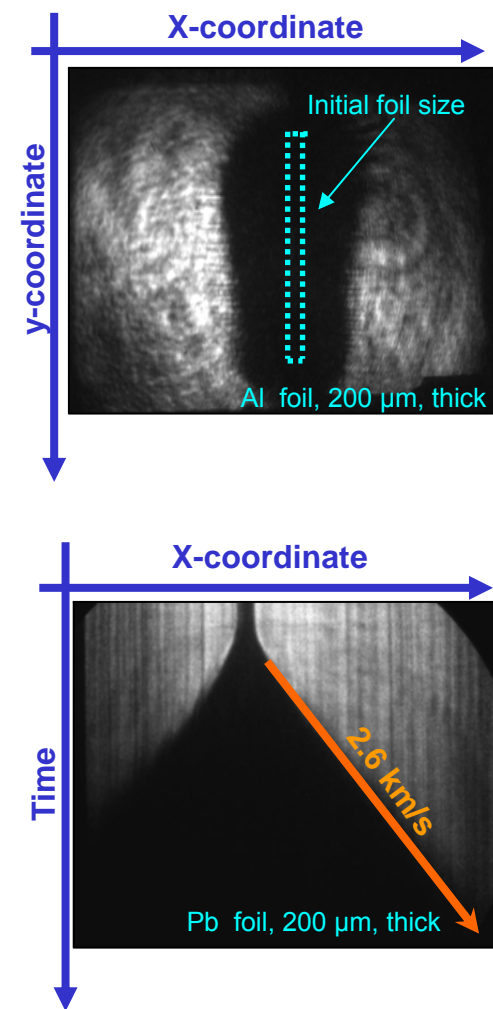 X-coordinate
y-coordinate
Initial foil size
Al foil, 200 µm, thick
X-coordinate
Time
2.6 km/s
Pb foil, 200 µm, thick